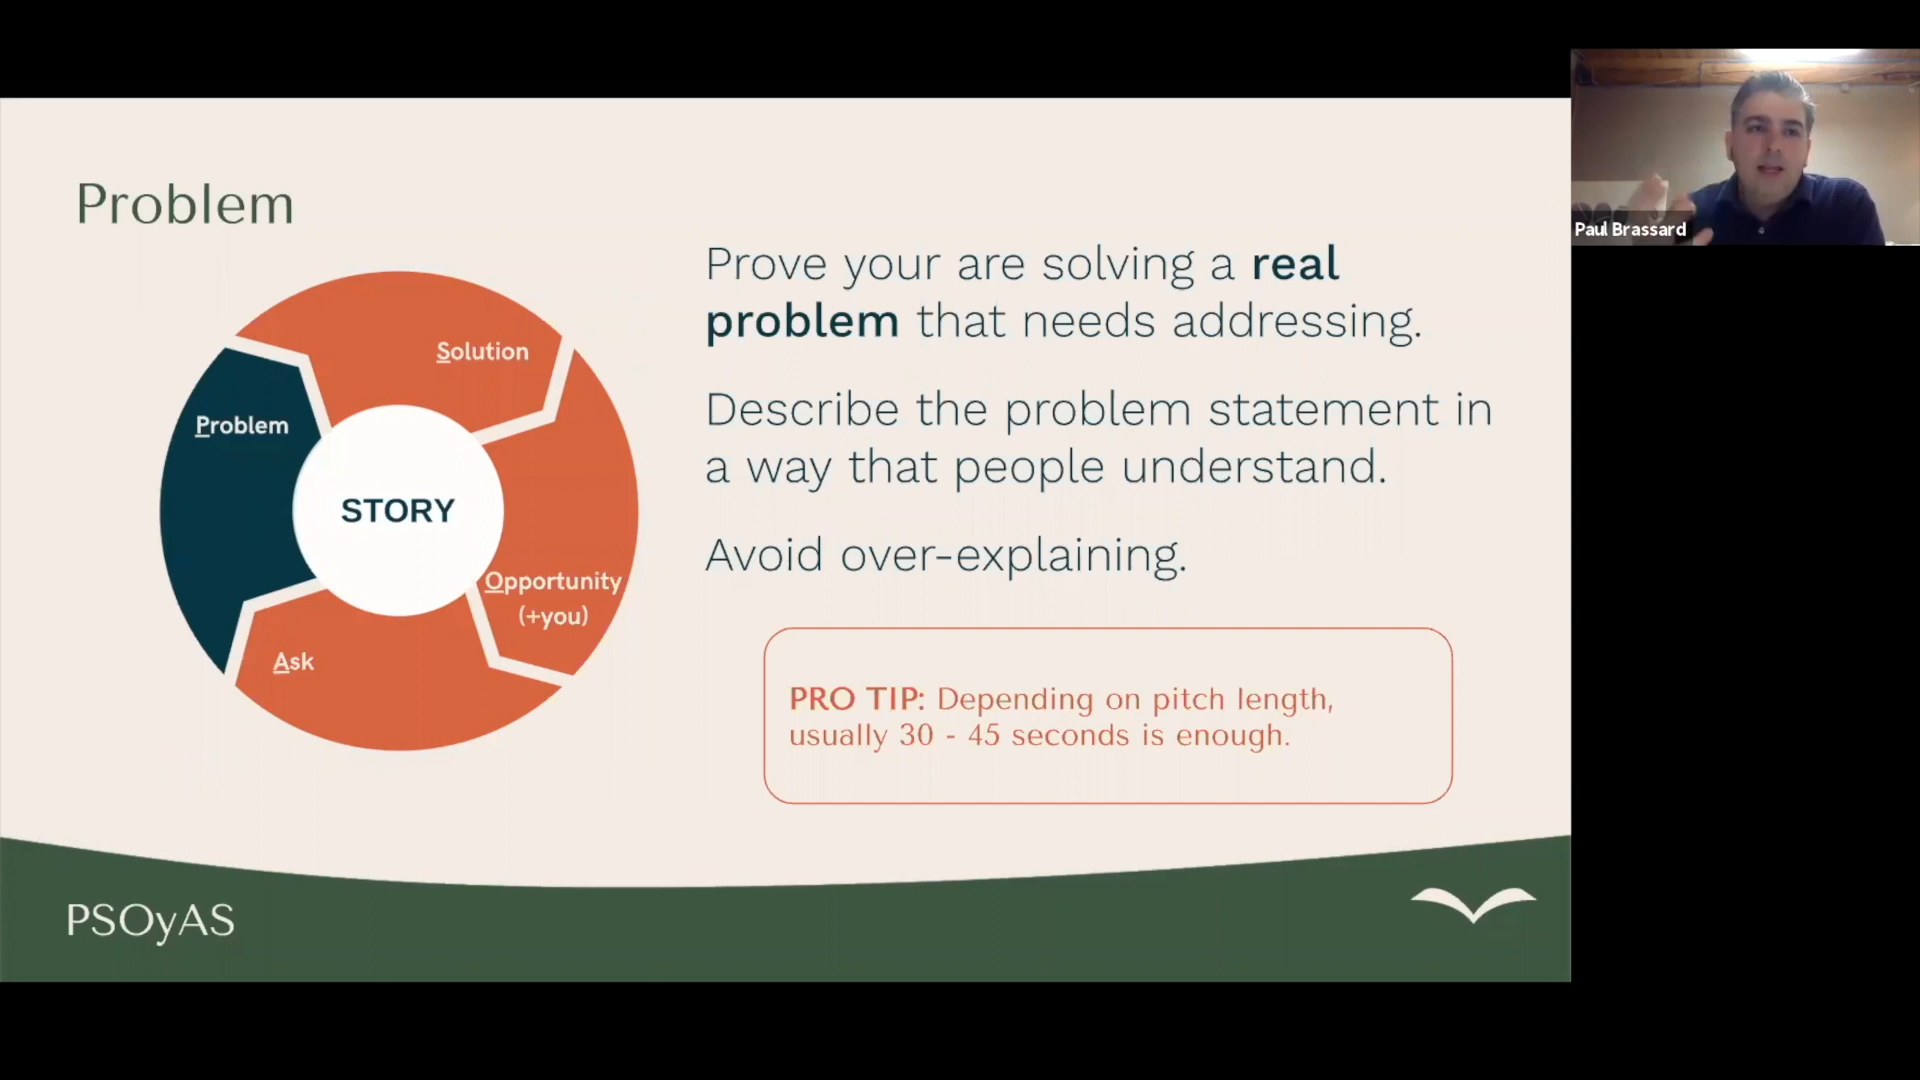 Problem
Prove your are solving a real
problem that needs addressing.
Describe the problem statement in
a way that people understand.
Avoid over-explaining.
PRO TIP: Depending on pitch length,
usually 30 - 45 seconds is enough.
Solution
Problem
STORY
Opportunity
(+you)
Ask
PSOyAS
Paul Brassard